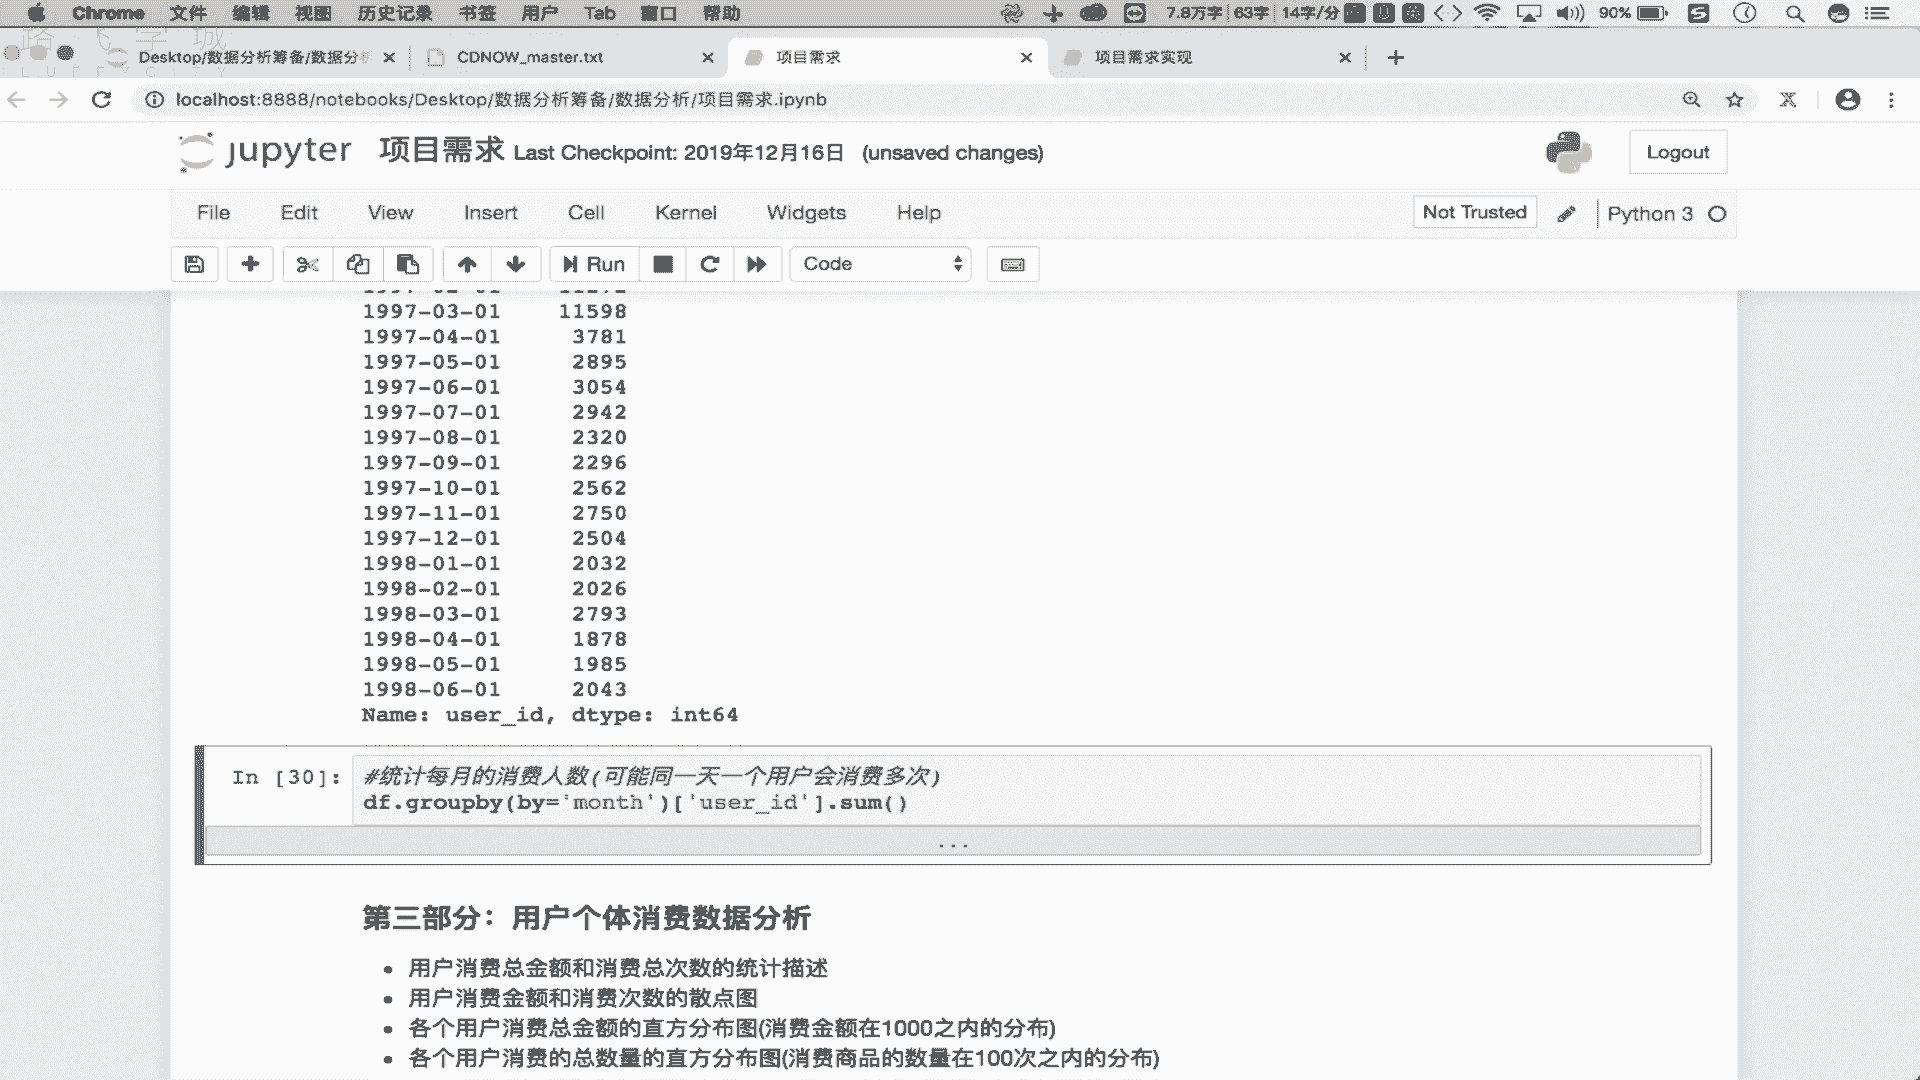 Chrome 文件 编辑 视图 历史记录 书签 用户 Tab 窗口 帮助 7.8万字 63字 14字/分 90%
Desktop/数据分析筹备/数据分析 CDNOW_master.txt 项目需求 项目需求实现
localhost:8888/notebooks/Desktop/数据分析筹备/数据分析/项目需求.ipynb
jupyter 项目需求 Last Checkpoint: 2019年12月16日 (unsaved changes) Logout
File Edit View Insert Cell Kernel Widgets Help Not Trusted Python 3
Run Code
1997-03-01 11598
1997-04-01 3781
1997-05-01 2895
1997-06-01 3054
1997-07-01 2942
1997-08-01 2320
1997-09-01 2296
1997-10-01 2562
1997-11-01 2750
1997-12-01 2504
1998-01-01 2032
1998-02-01 2026
1998-03-01 2793
1998-04-01 1878
1998-05-01 1985
1998-06-01 2043
Name: user_id, dtype: int64
In [30]: #统计每月的消费人数(可能同一天一个用户会消费多次)
df.groupby(by='month')['user_id'].sum()
...
第三部分：用户个体消费数据分析
• 用户消费总金额和消费总次数的统计描述
• 用户消费金额和消费次数的散点图
• 各个用户消费总金额的直方分布图(消费金额在1000之内的分布)
• 各个用户消费的总数量的直方分布图(消费商品的数量在100次之内的分布)